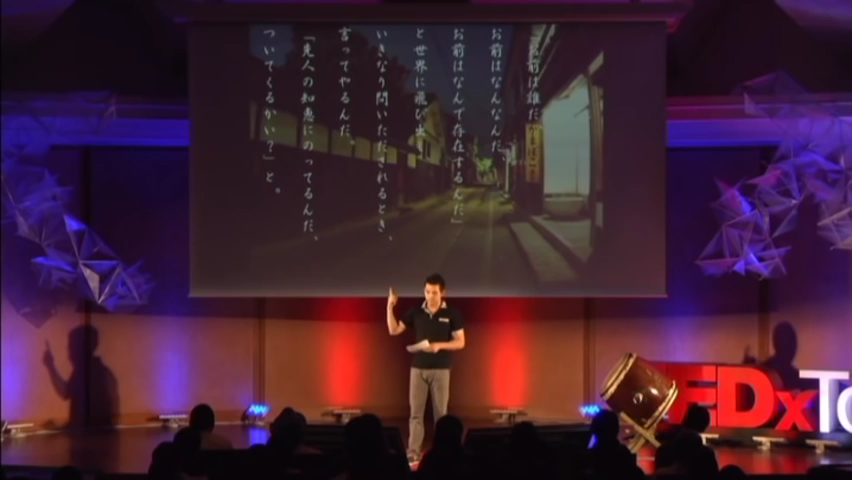 お前は誰だ、
お前はなんなんだ、
お前はなんで存在するんだ」
と世界に飛び出し
いきなり問いただされるとき、
言ってやるんだ。
「先人の知恵にのってるんだ、
ついてくるかい？」と。
EDxTo